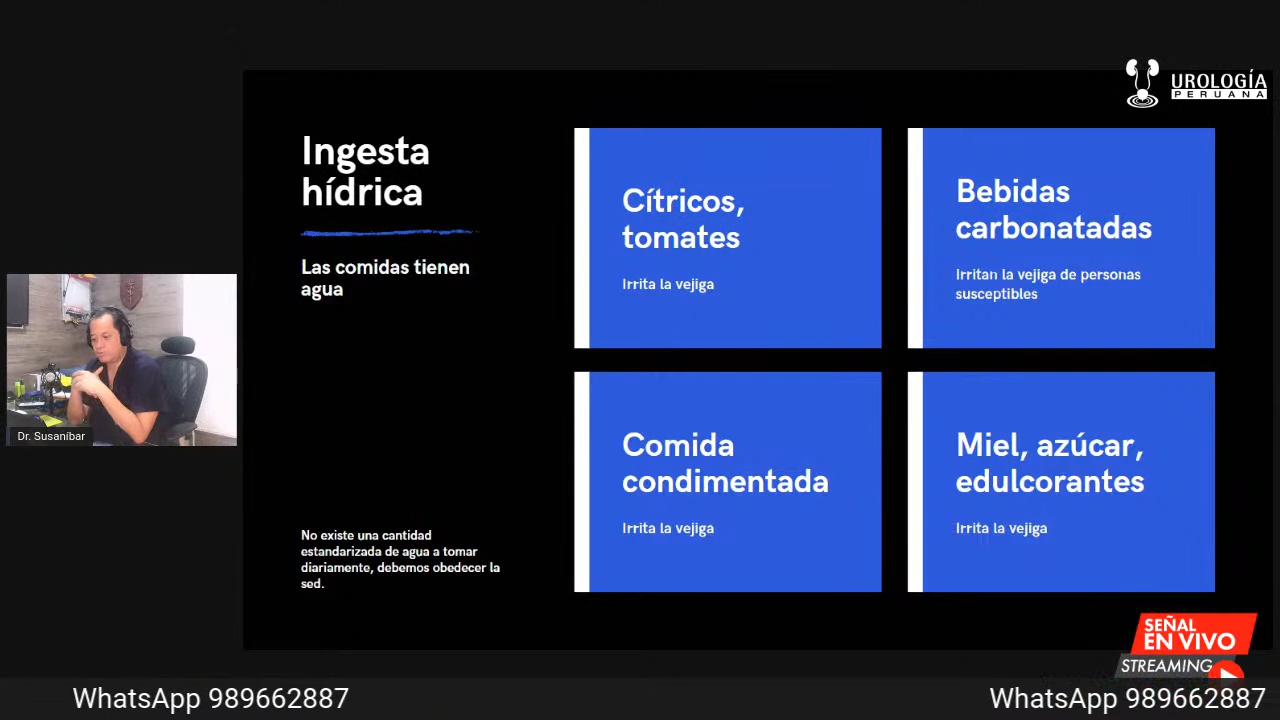 UROLOGÍA
PERUANA
Ingesta
hídrica
Las comidas tienen
agua
No existe una cantidad
estandarizada de agua a tomar
diariamente, debemos obedecer la
sed.
Cítricos,
tomates
Irrita la vejiga
Bebidas
carbonatadas
Irritan la vejiga de personas
susceptibles
Comida
condimentada
Irrita la vejiga
Miel, azúcar,
edulcorantes
Irrita la vejiga
Dr. Susaníbar
SEÑAL
EN VIVO
STREAMING
WhatsApp 989662887
WhatsApp 989662887